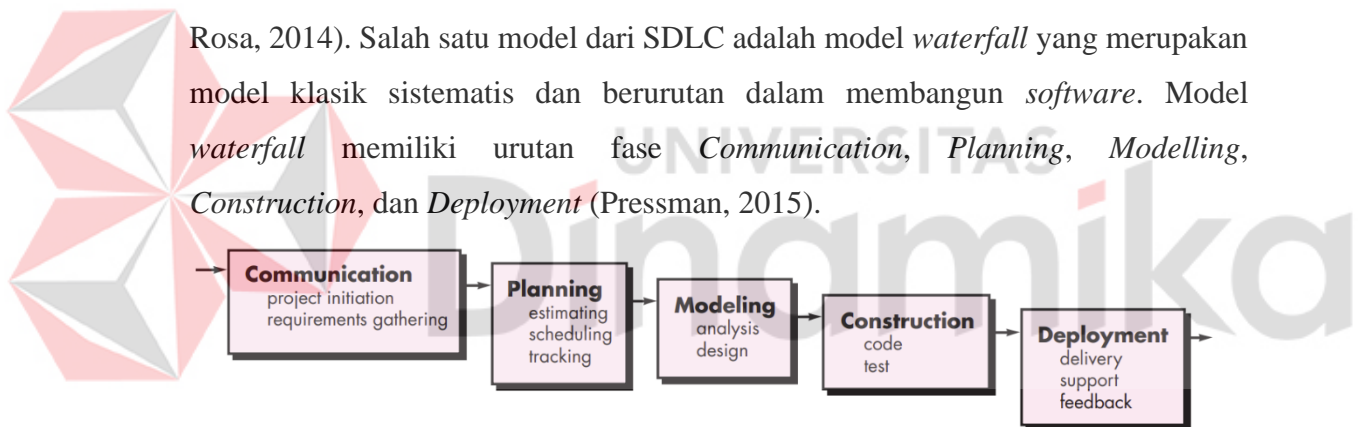 Rosa, 2014). Salah satu model dari SDLC adalah model waterfall yang merupakan
model klasik sistematis dan berurutan dalam membangun software. Model
waterfall memiliki urutan fase Communication, Planning, Modelling,
Construction, dan Deployment (Pressman, 2015).
UNIVERSITAS
Dinamika
Communication
project initiation
requirements gathering
Planning
estimating
scheduling
tracking
Modeling
analysis
design
Construction
code
test
Deployment
delivery
support
feedback